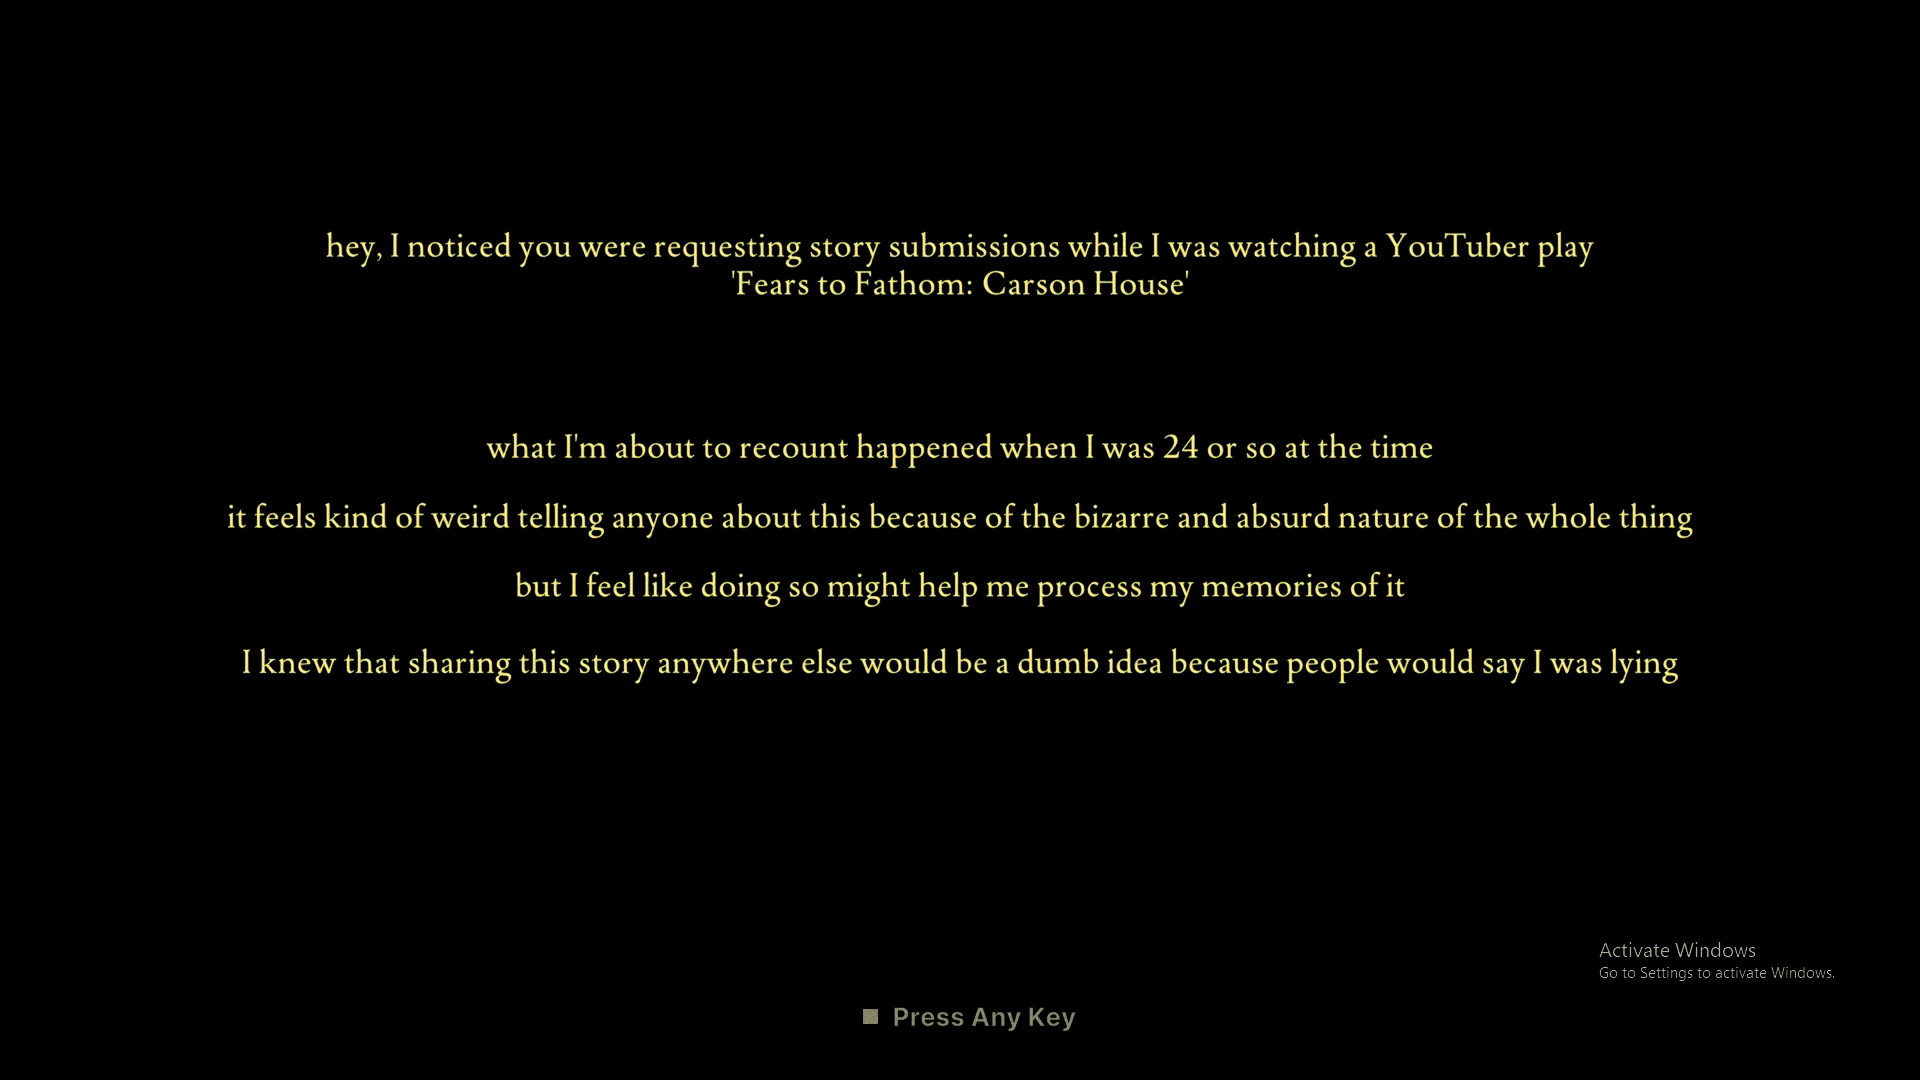 hey, I noticed you were requesting story submissions while I was watching a YouTuber play
'Fears to Fathom: Carson House'
what I'm about to recount happened when I was 24 or so at the time
it feels kind of weird telling anyone about this because of the bizarre and absurd nature of the whole thing
but I feel like doing so might help me process my memories of it
I knew that sharing this story anywhere else would be a dumb idea because people would say I was lying
Activate Windows
Go to Settings to activate Windows.
Press Any Key